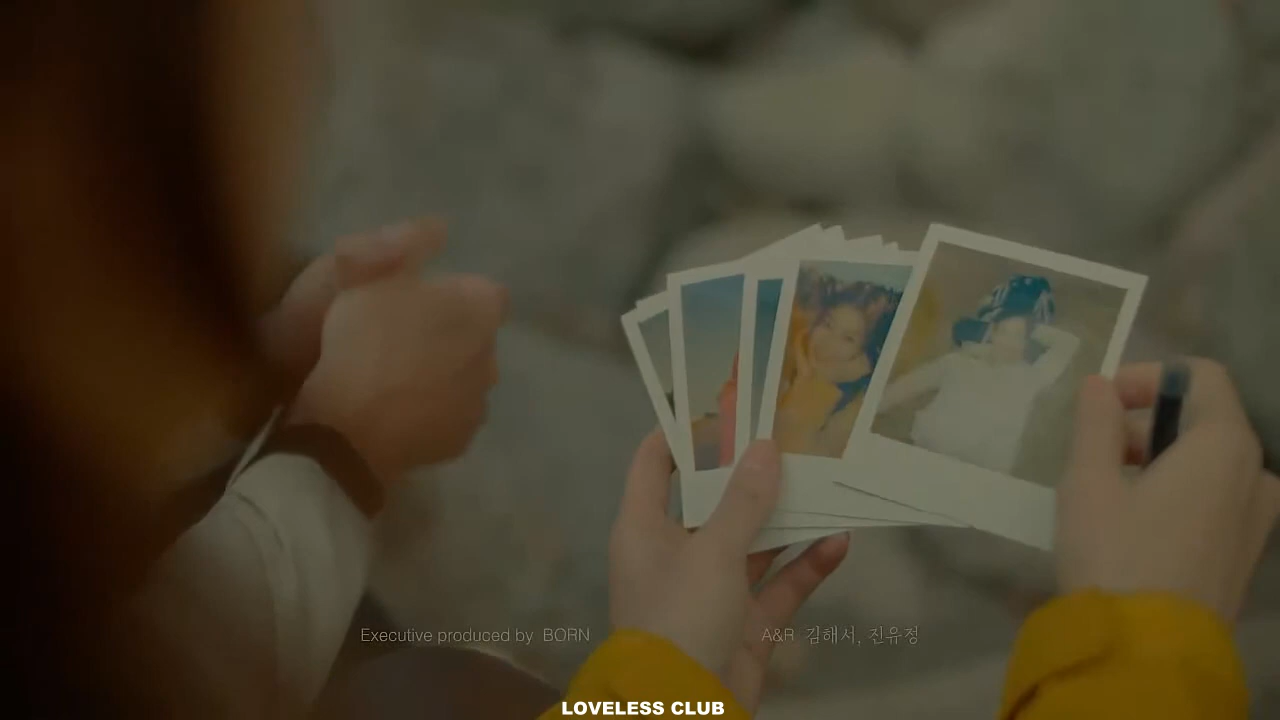 Executive produced by BORN
A&R 김해서, 진유정
LOVELESS CLUB